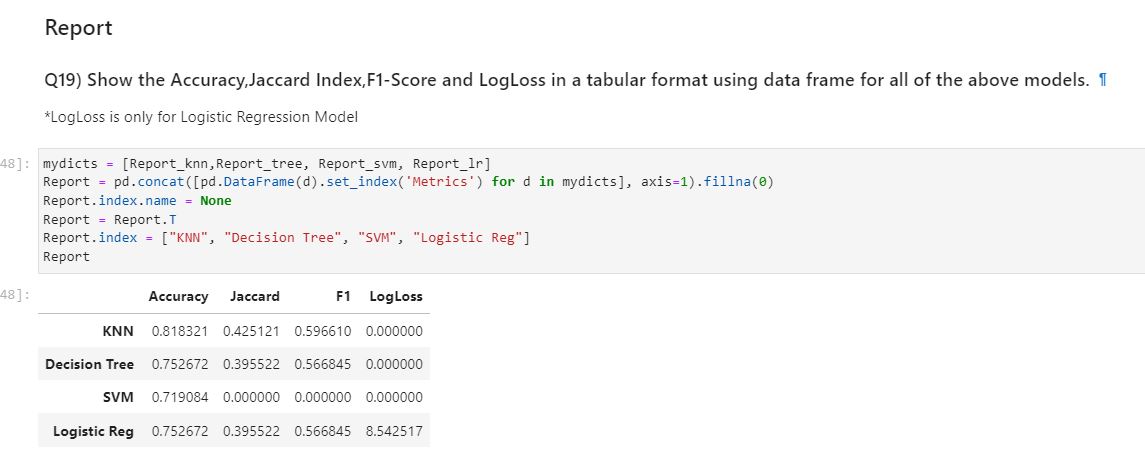 Report
Q19) Show the Accuracy,Jaccard Index,F1-Score and LogLoss in a tabular format using data frame for all of the above models. ¶
*LogLoss is only for Logistic Regression Model
48]: mydicts = [Report_knn,Report_tree, Report_svm, Report_lr]
Report = pd.concat([pd.DataFrame(d).set_index('Metrics') for d in mydicts], axis=1).fillna(0)
Report.index.name = None
Report = Report.T
Report.index = ["KNN", "Decision Tree", "SVM", "Logistic Reg"]
Report
48]: Accuracy Jaccard F1 LogLoss
KNN 0.818321 0.425121 0.596610 0.000000
Decision Tree 0.752672 0.395522 0.566845 0.000000
SVM 0.719084 0.000000 0.000000 0.000000
Logistic Reg 0.752672 0.395522 0.566845 8.542517